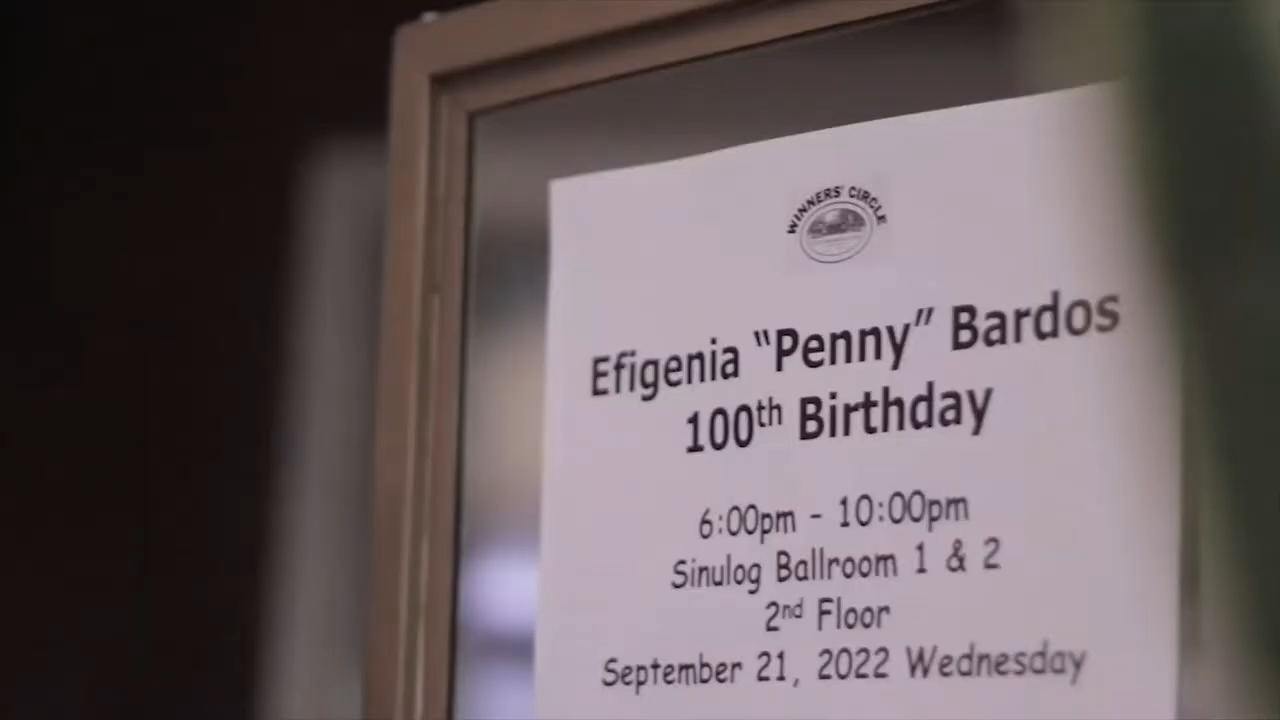 WINNERS' CIRCLE
Efigenia “Penny” Bardos
100th Birthday
6:00pm - 10:00pm
Sinulog Ballroom 1 & 2
2nd Floor
September 21, 2022 Wednesday